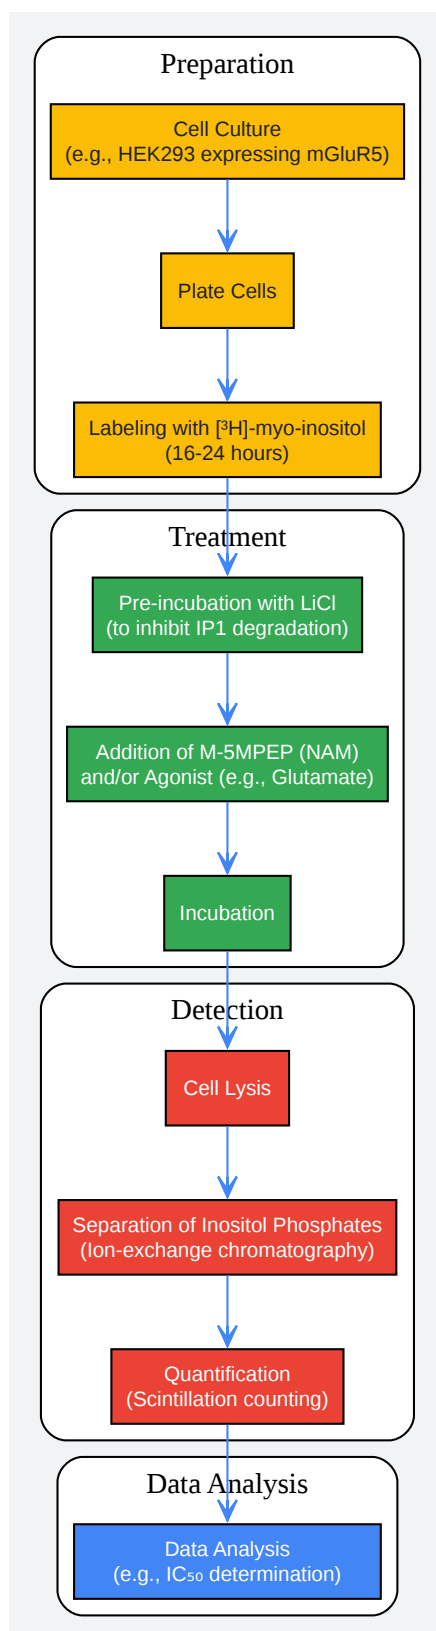 Preparation
Cell Culture
(e.g., HEK293 expressing mGluR5)
Plate Cells
Labeling with [³H]-myo-inositol
(16-24 hours)
Treatment
Pre-incubation with LiCl
(to inhibit IP1 degradation)
Addition of M-5MPEP (NAM)
and/or Agonist (e.g., Glutamate)
Incubation
Detection
Cell Lysis
Separation of Inositol Phosphates
(Ion-exchange chromatography)
Quantification
(Scintillation counting)
Data Analysis
Data Analysis
(e.g., IC₅₀ determination)